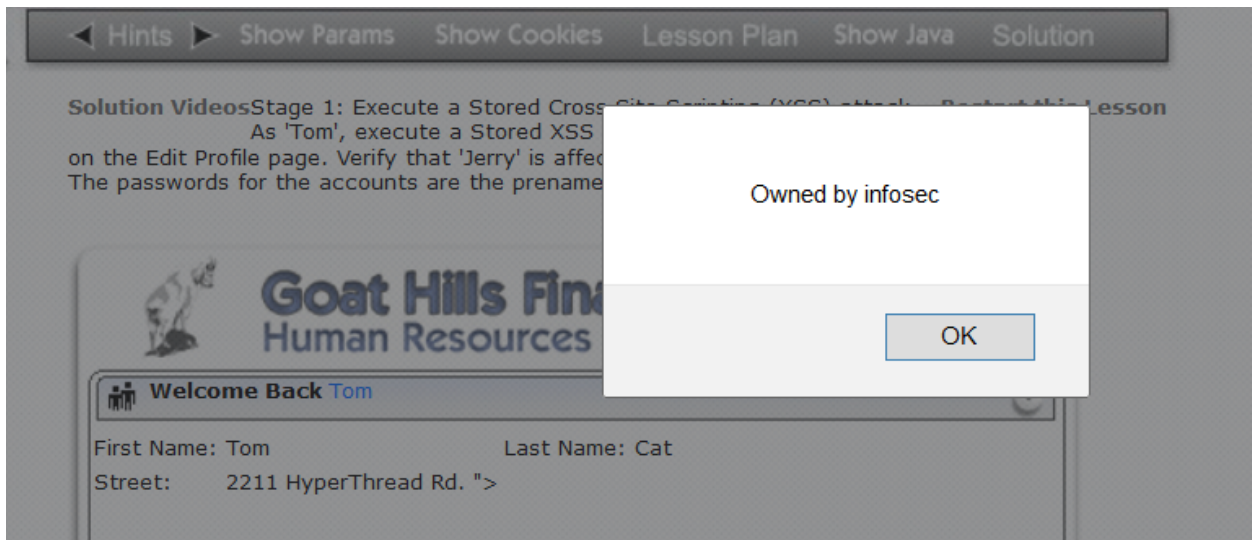 Hints Show Params Show Cookies Lesson Plan Show Java Solution
Solution Videos Stage 1: Execute a Stored Cross Site Scripting (XSS) attack. Restart this Lesson
As 'Tom', execute a Stored XSS
on the Edit Profile page. Verify that 'Jerry' is affec
The passwords for the accounts are the prename
Owned by infosec
OK
Goat Hills Fina
Human Resources
Welcome Back Tom
First Name: Tom Last Name: Cat
Street: 2211 HyperThread Rd. ">